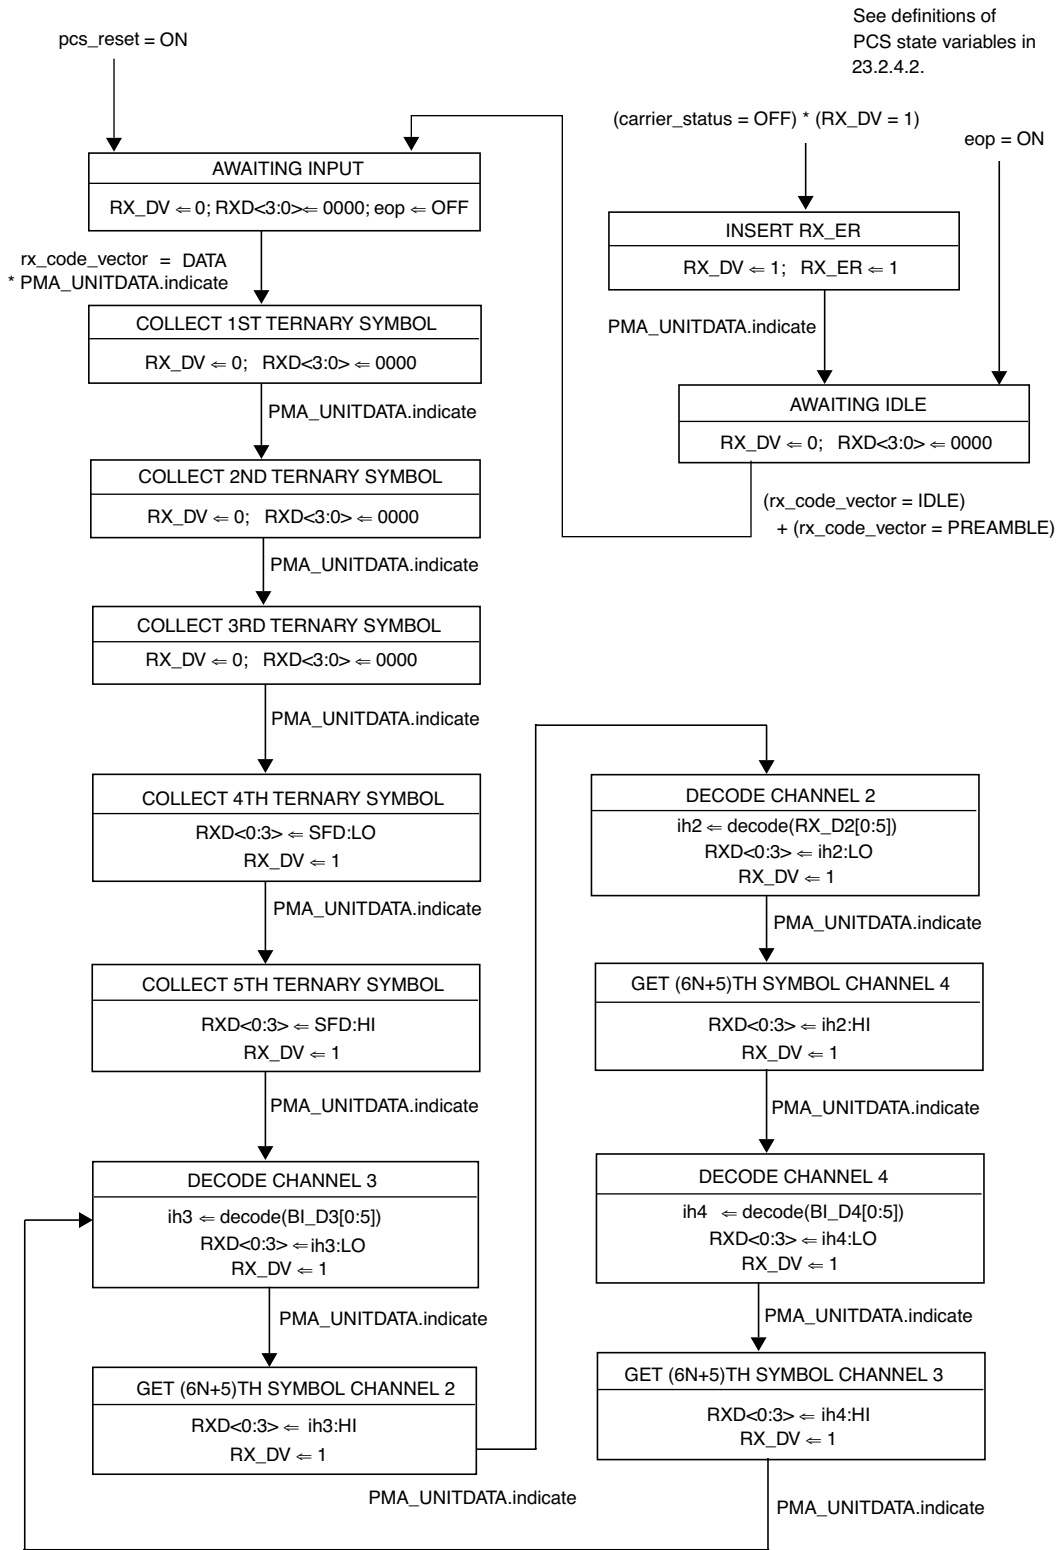 See definitions of
PCS state variables in
23.2.4.2.
pcs_reset = ON
(carrier_status = OFF) * (RX_DV = 1)
eop = ON
AWAITING INPUT
RX_DV ⇐ 0; RXD<3:0> ⇐ 0000; eop ⇐ OFF
INSERT RX_ER
RX_DV ⇐ 1; RX_ER ⇐ 1
rx_code_vector = DATA
* PMA_UNITDATA.indicate
PMA_UNITDATA.indicate
COLLECT 1ST TERNARY SYMBOL
RX_DV ⇐ 0; RXD<3:0> ⇐ 0000
AWAITING IDLE
RX_DV ⇐ 0; RXD<3:0> ⇐ 0000
PMA_UNITDATA.indicate
COLLECT 2ND TERNARY SYMBOL
RX_DV ⇐ 0; RXD<3:0> ⇐ 0000
(rx_code_vector = IDLE)
+ (rx_code_vector = PREAMBLE)
PMA_UNITDATA.indicate
COLLECT 3RD TERNARY SYMBOL
RX_DV ⇐ 0; RXD<3:0> ⇐ 0000
PMA_UNITDATA.indicate
COLLECT 4TH TERNARY SYMBOL
RXD<0:3> ⇐ SFD:LO
RX_DV ⇐ 1
PMA_UNITDATA.indicate
COLLECT 5TH TERNARY SYMBOL
RXD<0:3> ⇐ SFD:HI
RX_DV ⇐ 1
PMA_UNITDATA.indicate
DECODE CHANNEL 3
ih3 ⇐ decode(BI_D3[0:5])
RXD<0:3> ⇐ ih3:LO
RX_DV ⇐ 1
PMA_UNITDATA.indicate
GET (6N+5)TH SYMBOL CHANNEL 2
RXD<0:3> ⇐ ih3:HI
RX_DV ⇐ 1
PMA_UNITDATA.indicate
DECODE CHANNEL 2
ih2 ⇐ decode(RX_D2[0:5])
RXD<0:3> ⇐ ih2:LO
RX_DV ⇐ 1
PMA_UNITDATA.indicate
GET (6N+5)TH SYMBOL CHANNEL 4
RXD<0:3> ⇐ ih2:HI
RX_DV ⇐ 1
PMA_UNITDATA.indicate
DECODE CHANNEL 4
ih4 ⇐ decode(BI_D4[0:5])
RXD<0:3> ⇐ ih4:LO
RX_DV ⇐ 1
PMA_UNITDATA.indicate
GET (6N+5)TH SYMBOL CHANNEL 3
RXD<0:3> ⇐ ih4:HI
RX_DV ⇐ 1
PMA_UNITDATA.indicate